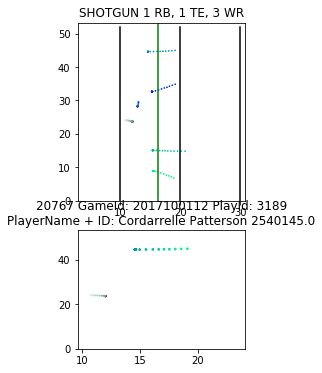 SHOTGUN 1 RB, 1 TE, 3 WR
50
40
30
20
10
0
10 20 30
20767 GameId: 2017100112 PlayId: 3189
PlayerName + ID: Cordarrelle Patterson 2540145.0
40
20
0
10 15 20